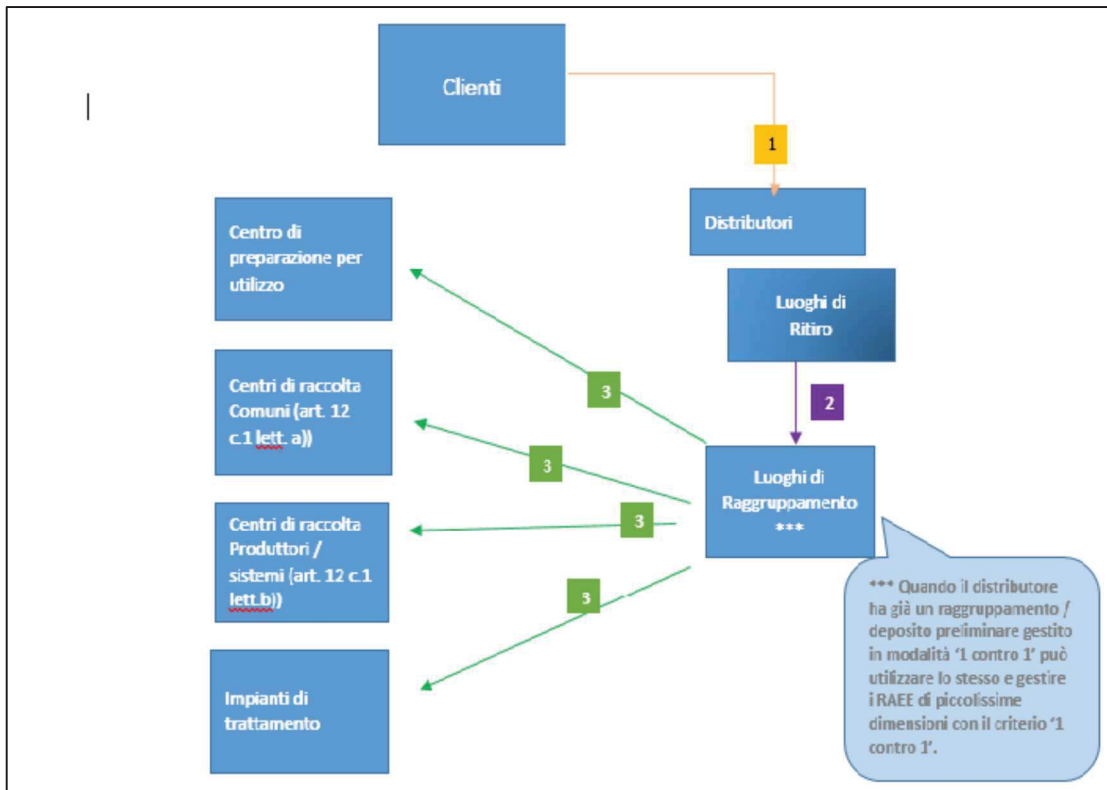 Clienti
1
Distributori
Luoghi di
Ritiro
2
Centro di
preparazione per
utilizzo
3
Centri di raccolta
Comuni (art. 12
c.1 lett. a))
3
Luoghi di
Raggruppamento
***
Centri di raccolta
Produttori /
sistemi (art. 12 c.1
lett.b))
3
3
Impianti di
trattamento
*** Quando il distributore
ha già un raggruppamento /
deposito preliminare gestito
in modalità ‘1 contro 1’ può
utilizzare lo stesso e gestire
i RAEE di piccolissime
dimensioni con il criterio ‘1
contro 1’.